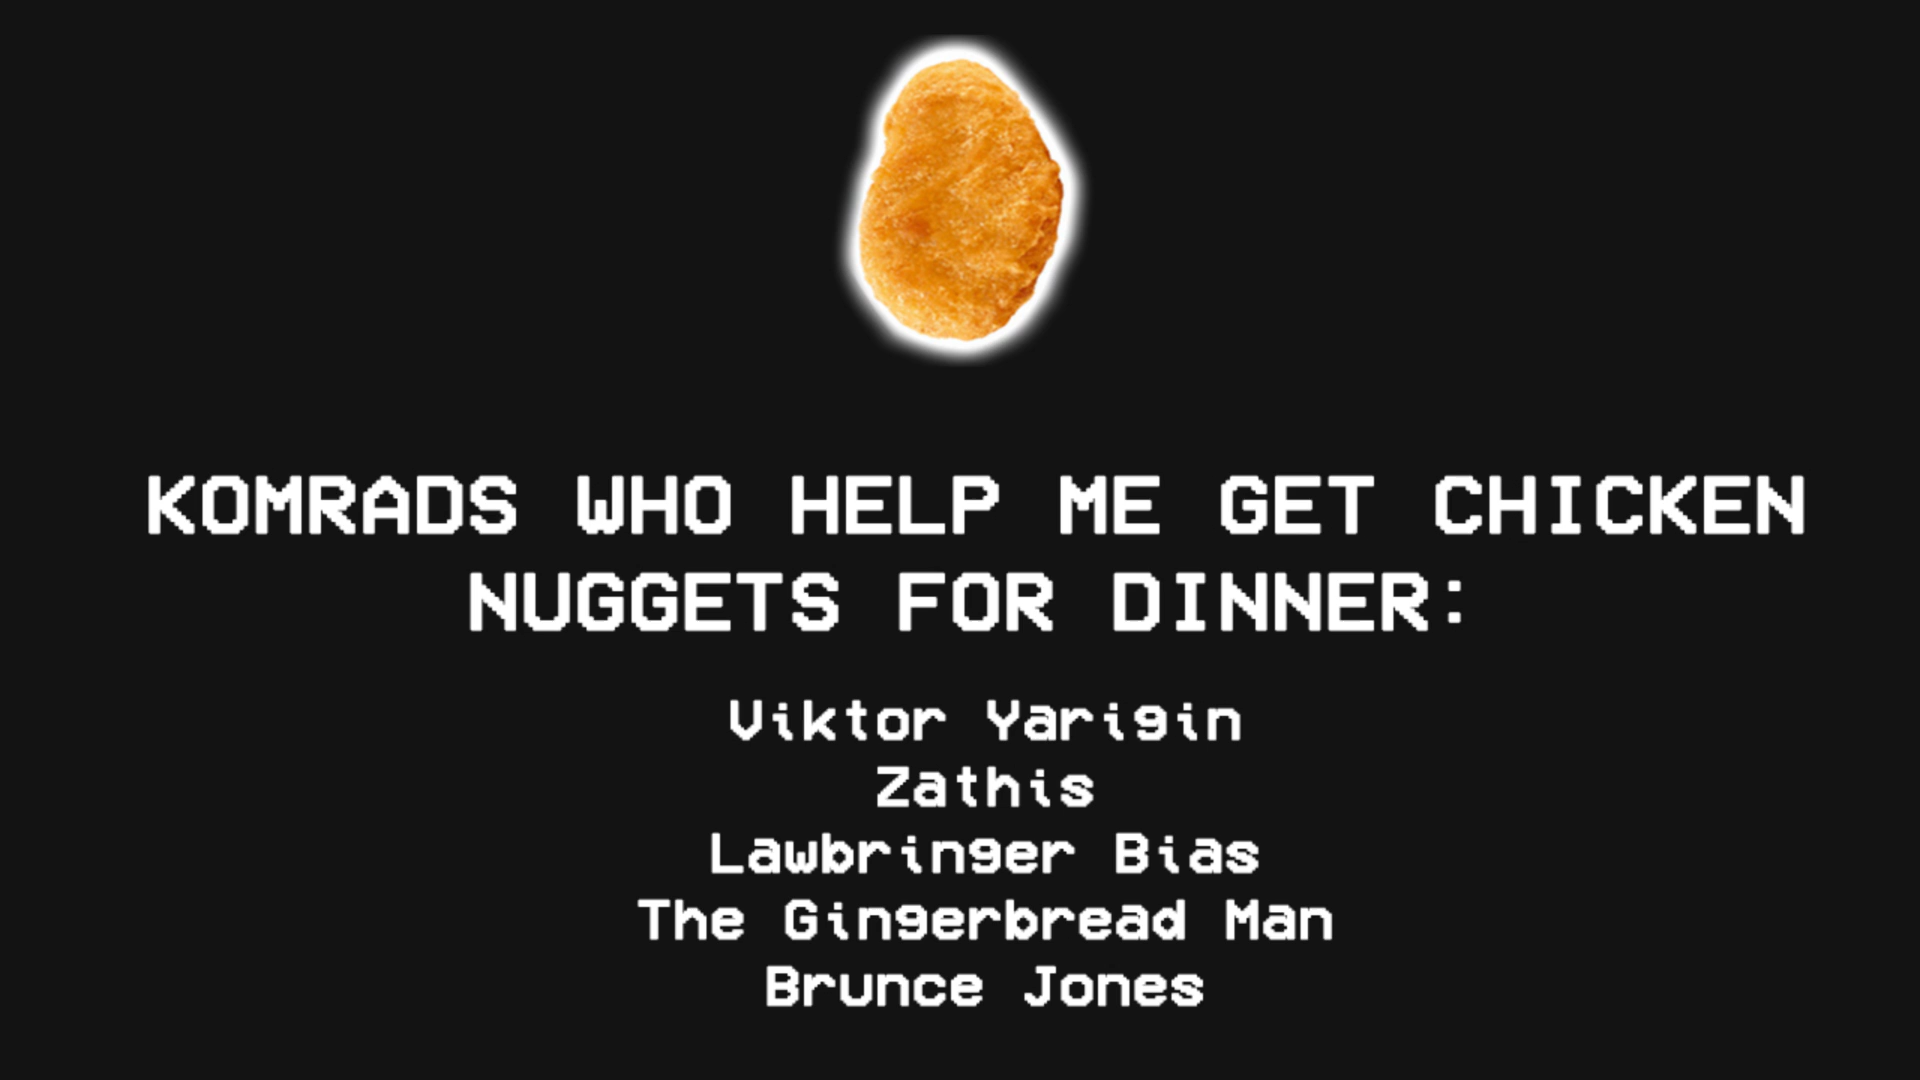 KOMRADS WHO HELP ME GET CHICKEN
NUGGETS FOR DINNER:
Viktor Yarigin
Zathis
Lawbringer Bias
The Gingerbread Man
Brunce Jones